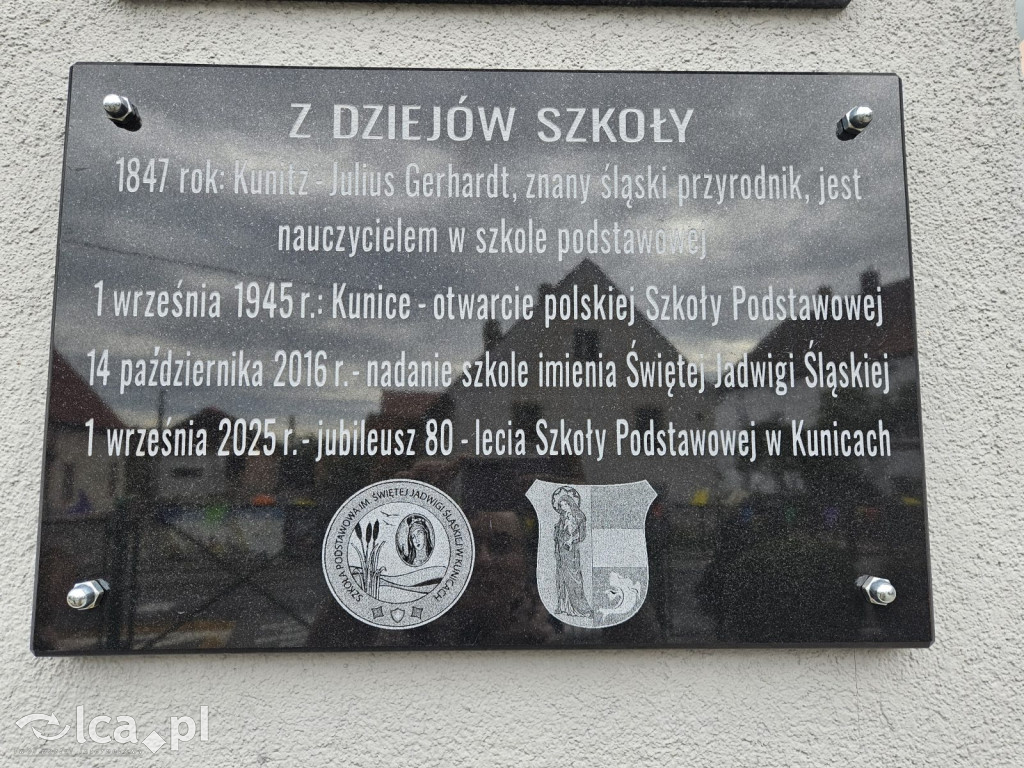 Z DZIEJÓW SZKOŁY
1847 rok: Kunitz - Julius Gerhardt, znany śląski przyrodnik, jest
nauczycielem w szkole podstawowej
1 września 1945 r.: Kunice - otwarcie polskiej Szkoły Podstawowej
14 października 2016 r. - nadanie szkole imienia Świętej Jadwigi Śląskiej
1 września 2025 r. - jubileusz 80 - lecia Szkoły Podstawowej w Kunicach
SZKOŁA PODSTAWOWA IM. ŚWIĘTEJ JADWIGI ŚLĄSKIEJ W KUNICACH
lca.pl